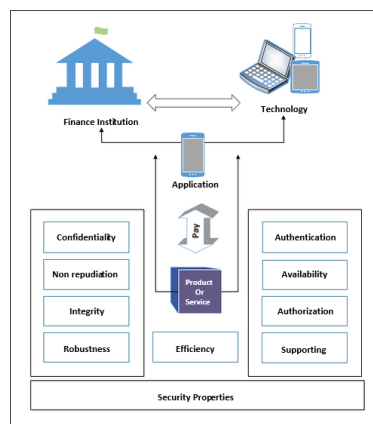 Finance Institution
Technology
Application
Pay
Confidentiality
Non repudiation
Integrity
Robustness
Product
Or
Service
Efficiency
Authentication
Availability
Authorization
Supporting
Security Properties